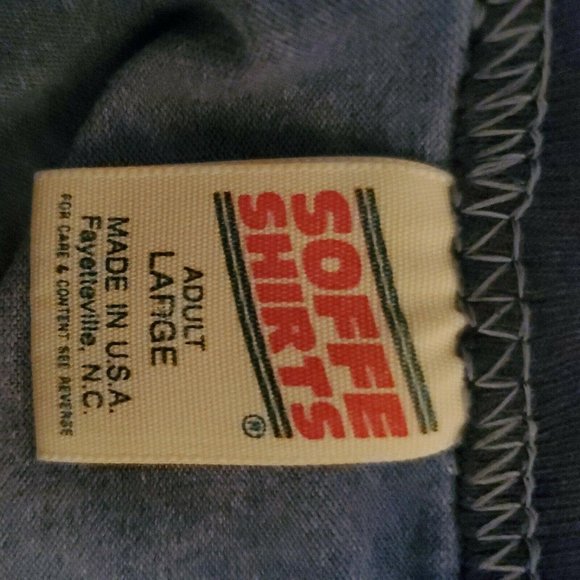 SOFFE
SHIRTS®
ADULT
LARGE
MADE IN U.S.A.
Fayetteville, N.C.
FOR CARE & CONTENT SEE REVERSE